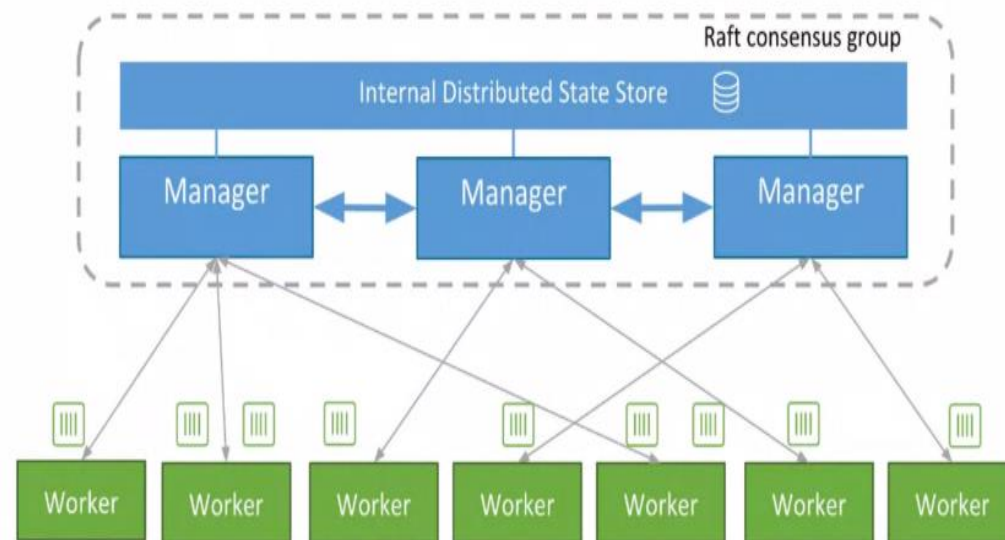 Raft consensus group
Internal Distributed State Store
Manager Manager Manager
Worker Worker Worker Worker Worker Worker Worker